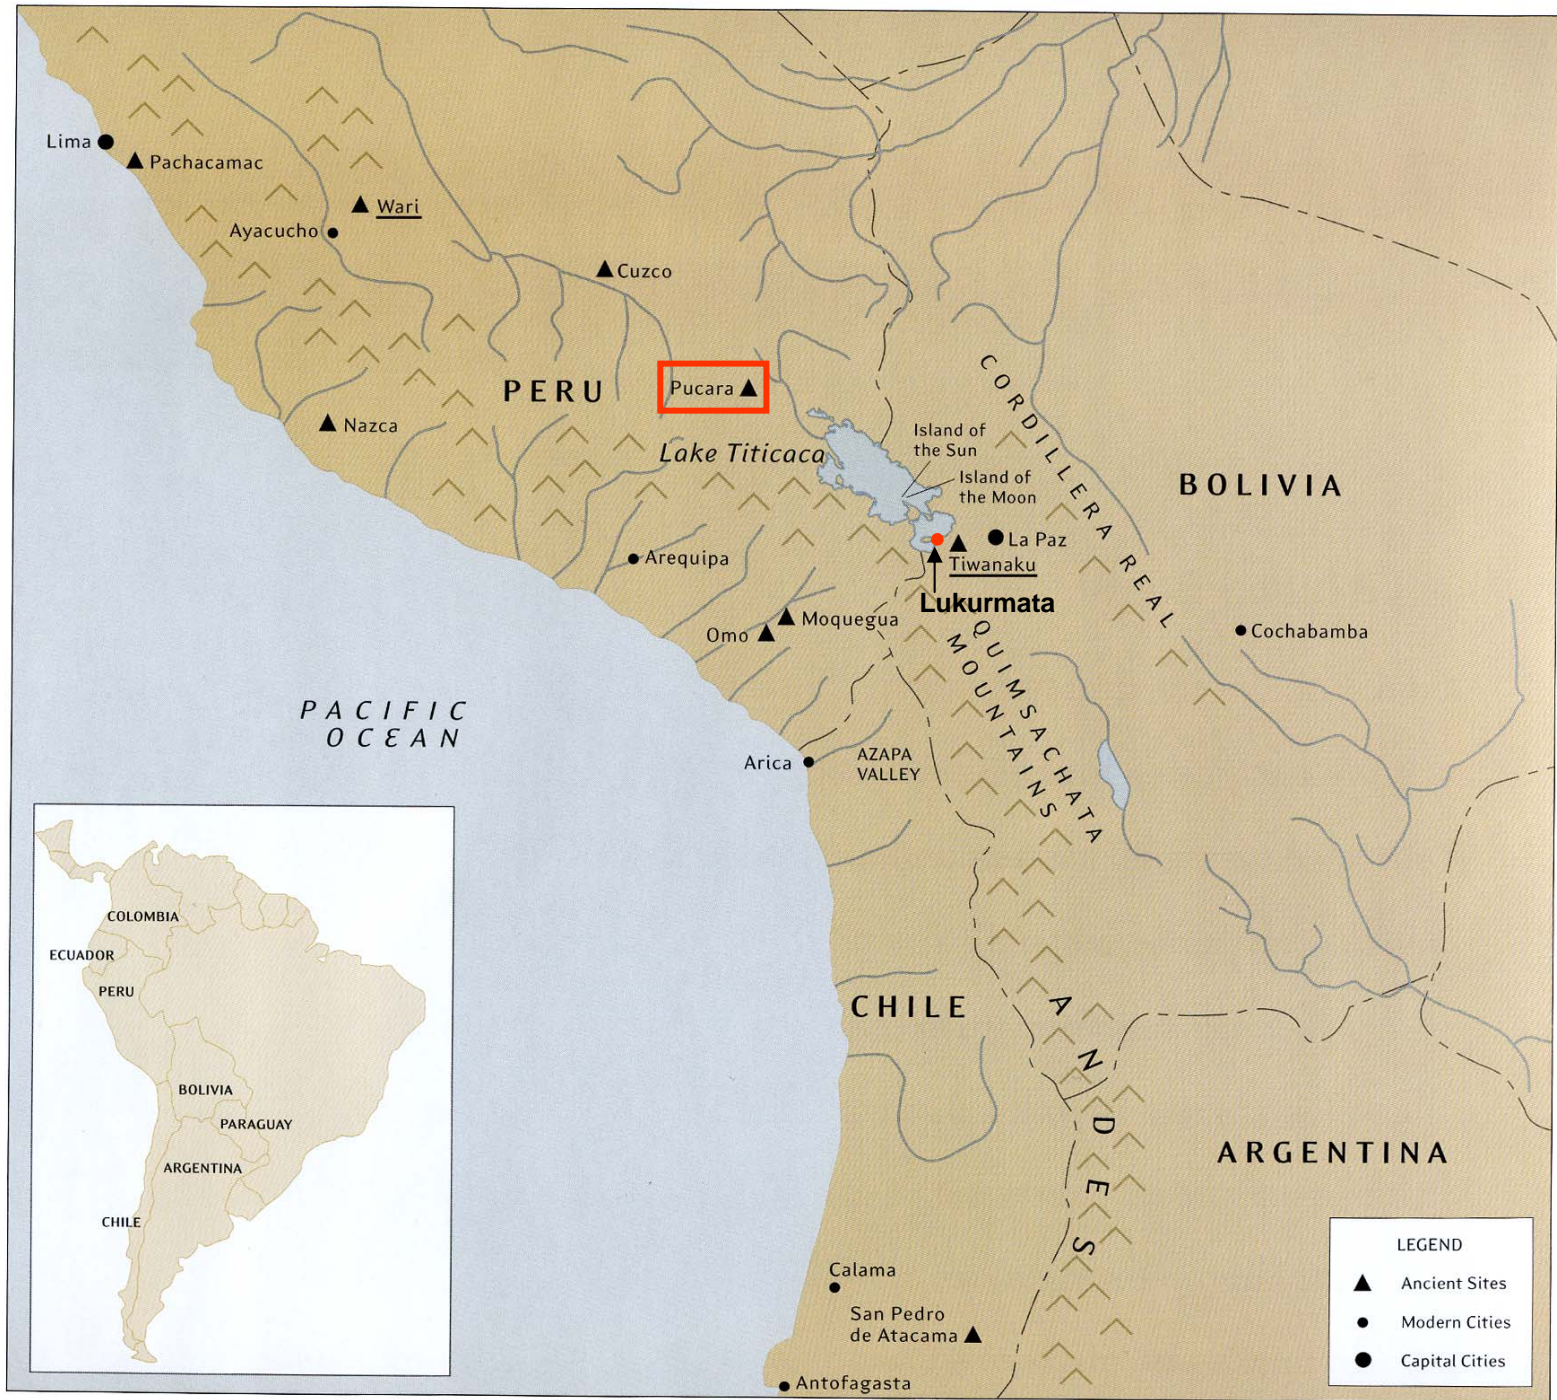 Lima
Pachacamac
Wari
Ayacucho
Cuzco
PERU
Pucara
Nazca
Lake Titicaca
Island of
the Sun
Island of
the Moon
CORDILLERA REAL
BOLIVIA
La Paz
Tiwanaku
Lukurmata
Arequipa
Moquegua
Omo
Cochabamba
QUIMSACHATA
MOUNTAINS
PACIFIC
OCEAN
Arica
AZAPA
VALLEY
CHILE
ANDES
ARGENTINA
Calama
San Pedro
de Atacama
Antofagasta
COLOMBIA
ECUADOR
PERU
BOLIVIA
PARAGUAY
ARGENTINA
CHILE
LEGEND
Ancient Sites
Modern Cities
Capital Cities